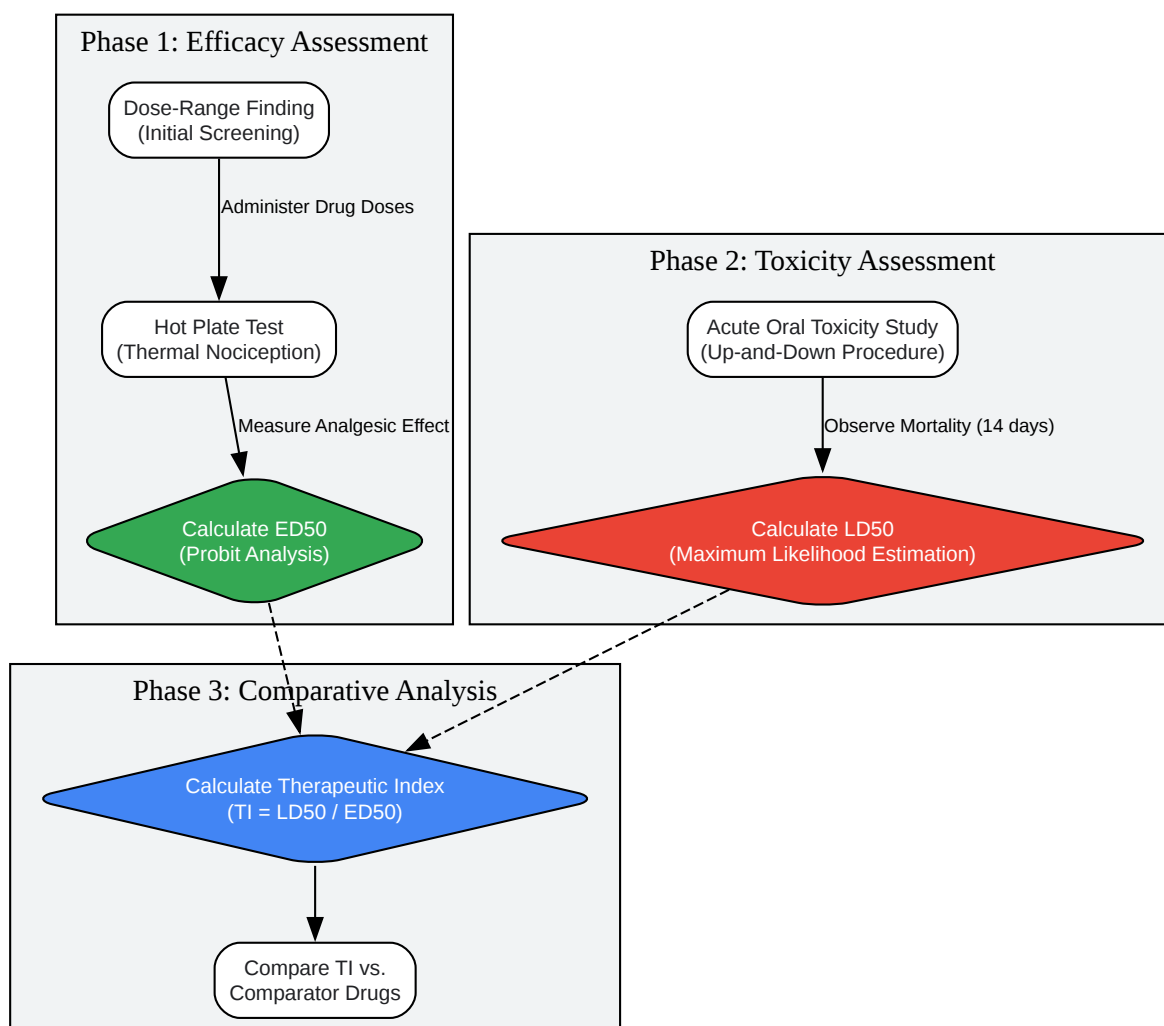 Phase 1: Efficacy Assessment
Dose-Range Finding
(Initial Screening)
Administer Drug Doses
Hot Plate Test
(Thermal Nociception)
Measure Analgesic Effect
Calculate ED50
(Probit Analysis)
Phase 2: Toxicity Assessment
Acute Oral Toxicity Study
(Up-and-Down Procedure)
Observe Mortality (14 days)
Calculate LD50
(Maximum Likelihood Estimation)
Phase 3: Comparative Analysis
Calculate Therapeutic Index
(TI = LD50 / ED50)
Compare TI vs.
Comparator Drugs